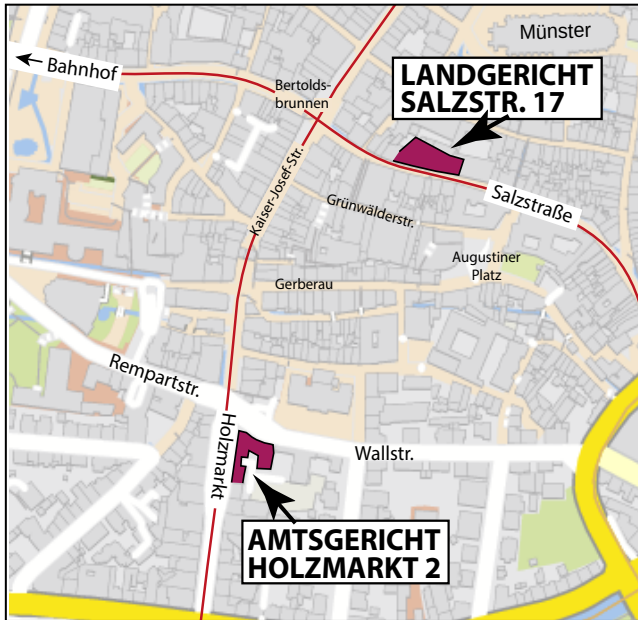 Münster
Bahnhof
LANDGERICHT
SALZSTR. 17
Bertolds-
brunnen
Kaiser-Josef-Str.
Grünwälderstr.
Salzstraße
Augustiner
Platz
Gerberau
H
Rempartstr.
Holzmarkt
Wallstr.
AMTSGERICHT
HOLZMARKT 2